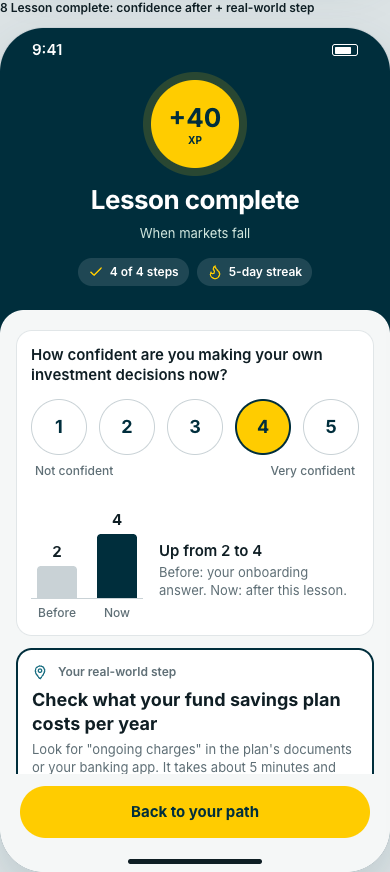 8 Lesson complete: confidence after + real-world step
9:41
+40
XP
Lesson complete
When markets fall
4 of 4 steps
5-day streak
How confident are you making your own
investment decisions now?
1 2 3 4 5
Not confident
Very confident
2
4
Before
Now
Up from 2 to 4
Before: your onboarding
answer. Now: after this lesson.
Your real-world step
Check what your fund savings plan
costs per year
Look for "ongoing charges" in the plan's documents
or your banking app. It takes about 5 minutes and
Back to your path